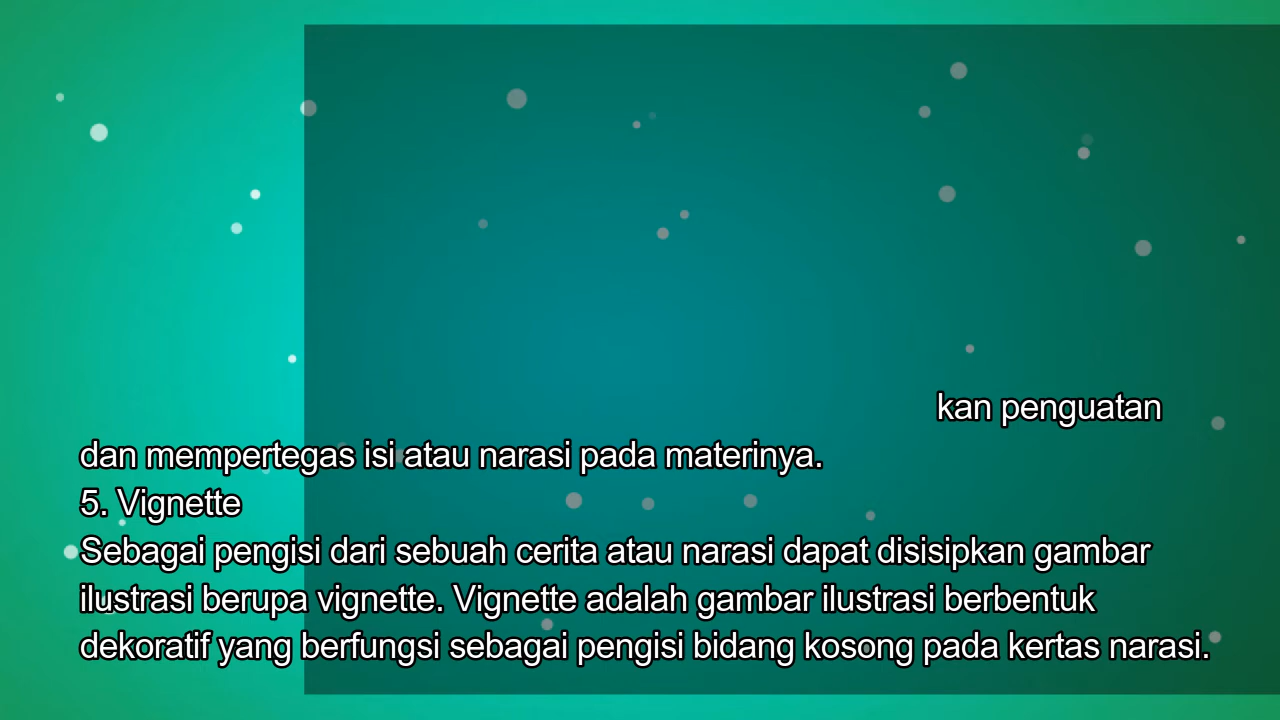 kan penguatan
dan mempertegas isi atau narasi pada materinya.
5. Vignette
Sebagai pengisi dari sebuah cerita atau narasi dapat disisipkan gambar
ilustrasi berupa vignette. Vignette adalah gambar ilustrasi berbentuk
dekoratif yang berfungsi sebagai pengisi bidang kosong pada kertas narasi.